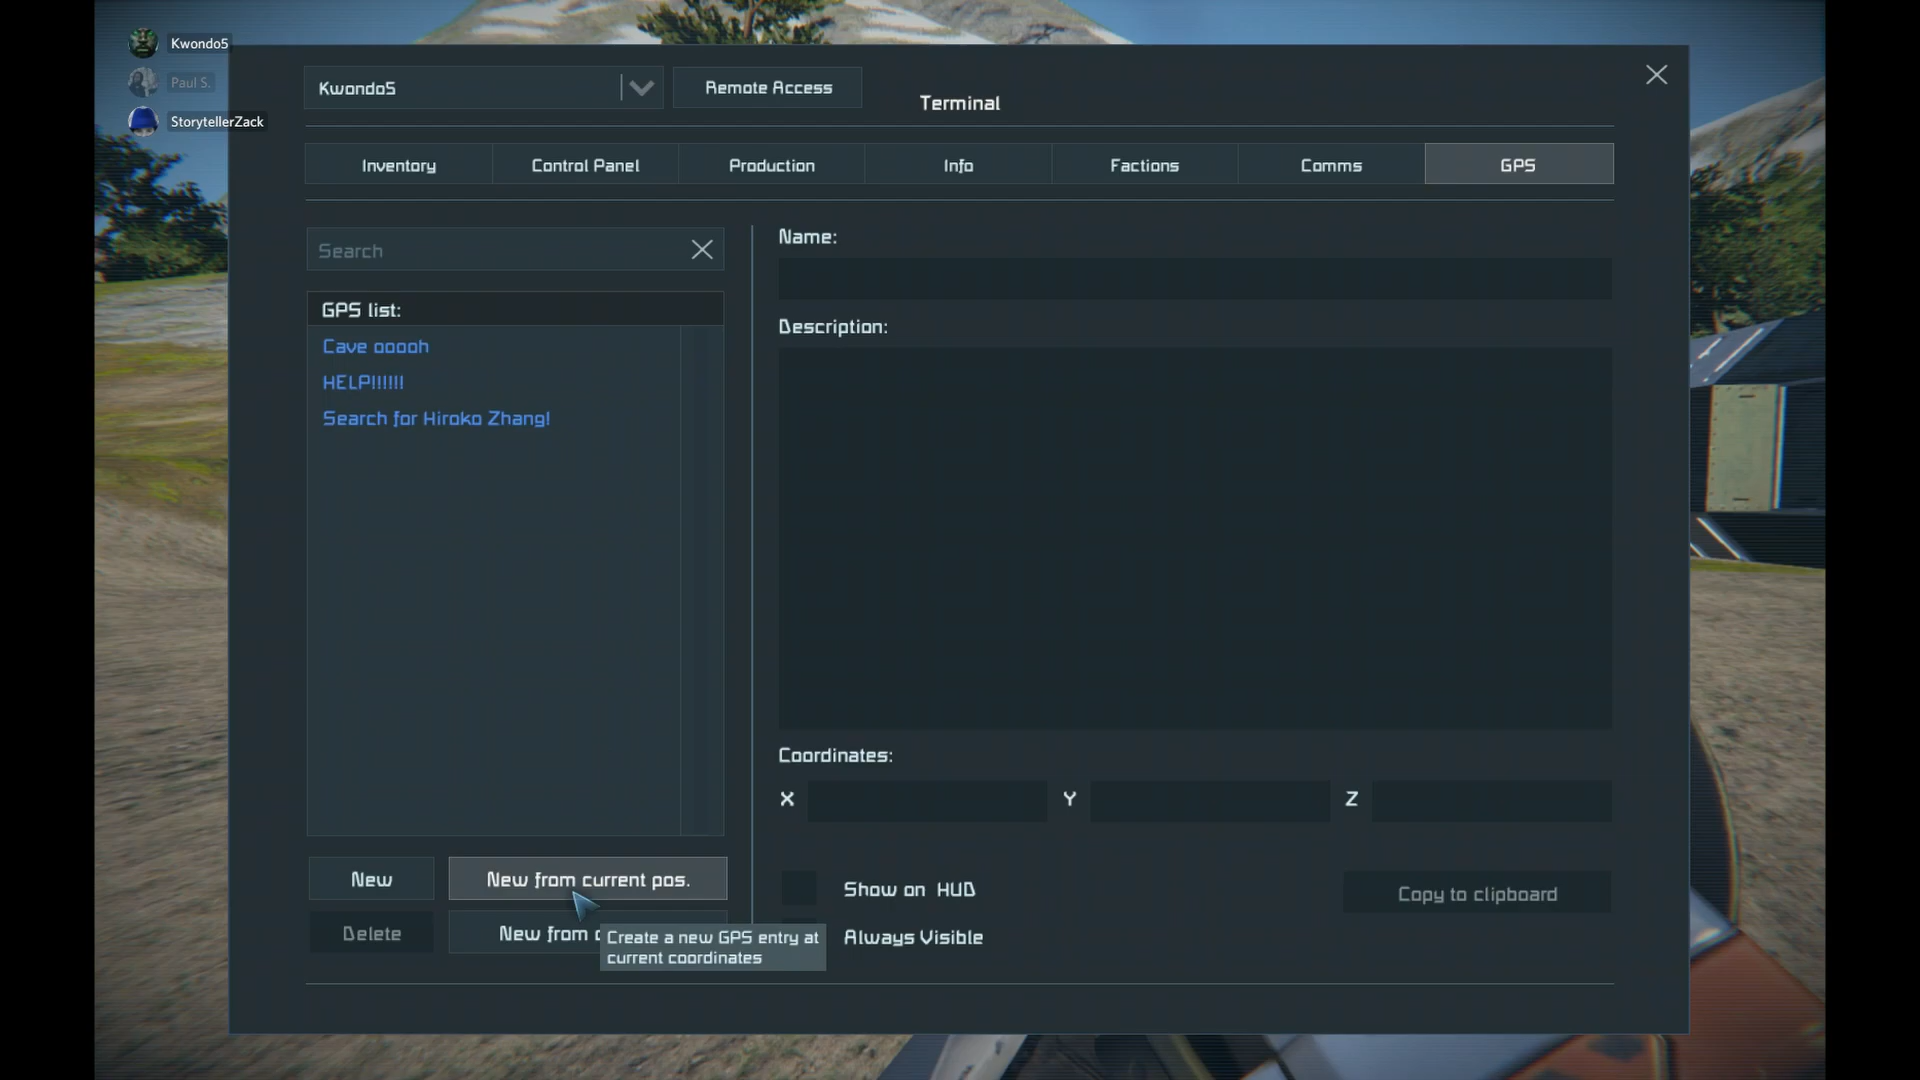 Kwondo5
Paul S.
StorytellerZack
Kwondo5
Remote Access
Terminal
Inventory
Control Panel
Production
Info
Factions
Comms
GPS
Search
GPS list:
Cave ooooh
HELP!!!!!!
Search for Hiroko Zhang!
Name:
Description:
Coordinates:
X
Y
Z
New
New from current pos.
Delete
New from
Create a new GPS entry at
current coordinates
Show on HUD
Always Visible
Copy to clipboard